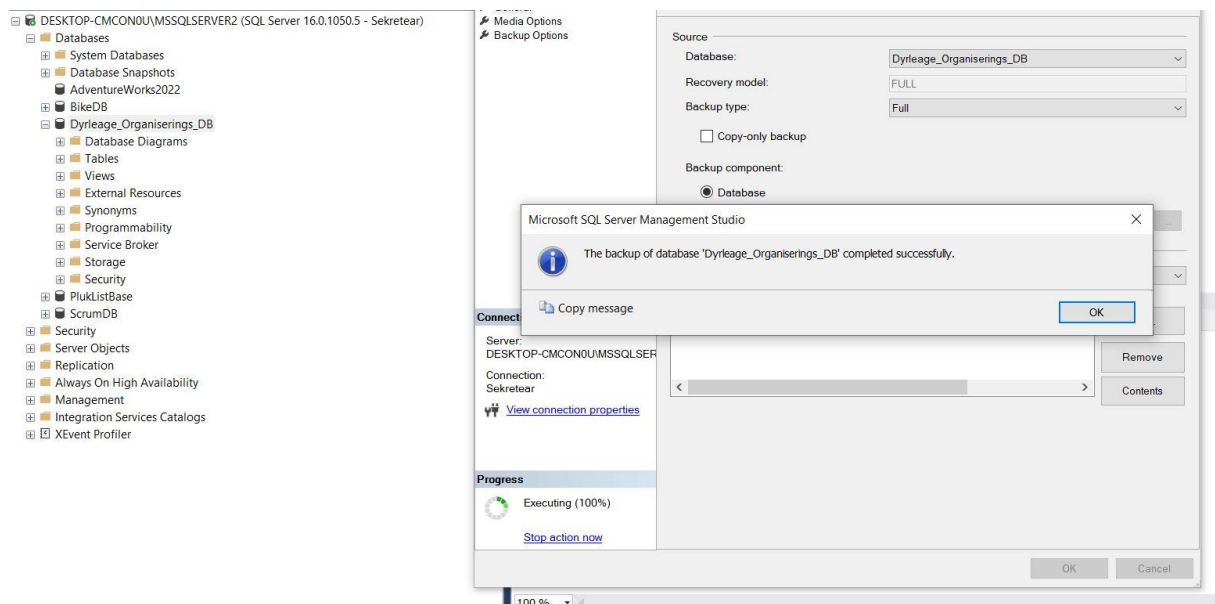 DESKTOP-CMCON0U\MSSQLSERVER2 (SQL Server 16.0.1050.5 - Sekretear)
Databases
System Databases
Database Snapshots
AdventureWorks2022
BikeDB
Dyrleage_Organiserings_DB
Database Diagrams
Tables
Views
External Resources
Synonyms
Programmability
Service Broker
Storage
Security
PlukListBase
ScrumDB
Security
Server Objects
Replication
Always On High Availability
Management
Integration Services Catalogs
XEvent Profiler
Media Options
Backup Options
Source
Database: Dyrleage_Organiserings_DB
Recovery model: FULL
Backup type: Full
Copy-only backup
Backup component:
Database
Microsoft SQL Server Management Studio
The backup of database 'Dyrleage_Organiserings_DB' completed successfully.
Copy message
OK
Connect
Server:
DESKTOP-CMCON0U\MSSQLSER
Connection:
Sekretear
View connection properties
Remove
Contents
Progress
Executing (100%)
Stop action now
OK Cancel
100 %